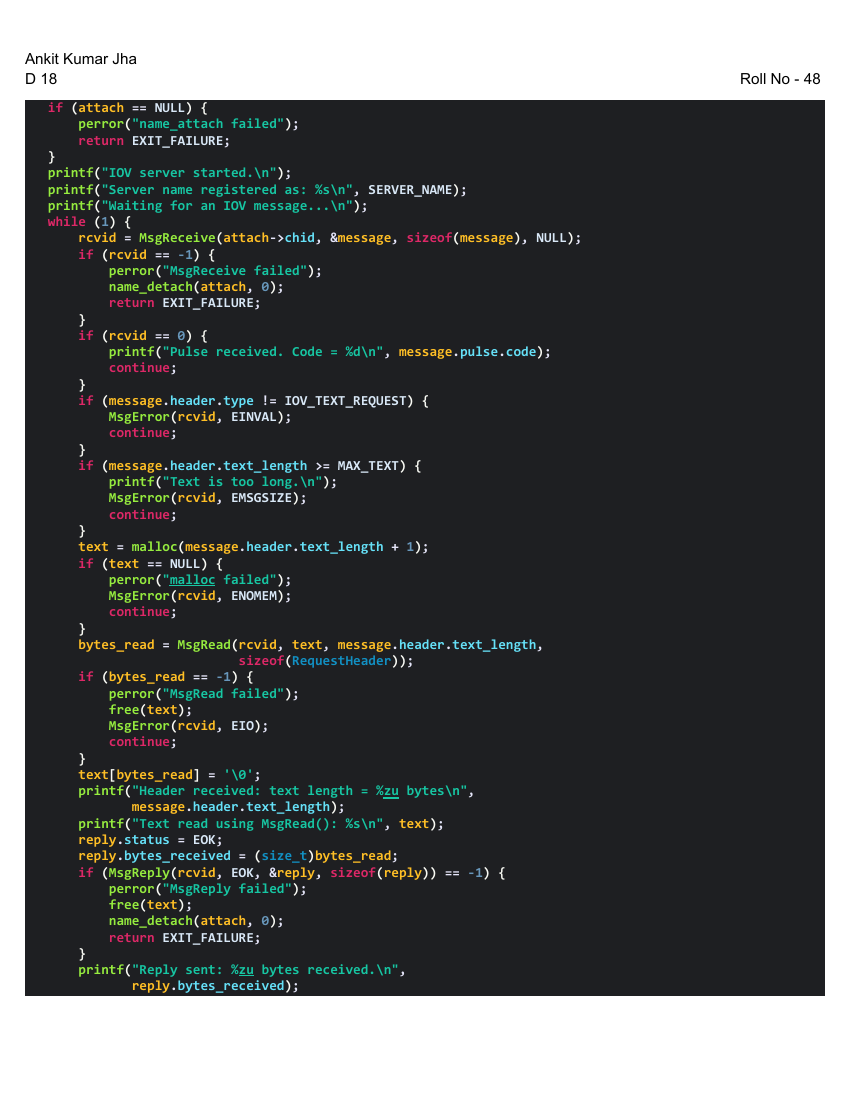 Ankit Kumar Jha
D 18
Roll No - 48
if (attach == NULL) {
perror("name_attach failed");
return EXIT_FAILURE;
}
printf("IOV server started.\n");
printf("Server name registered as: %s\n", SERVER_NAME);
printf("Waiting for an IOV message...\n");
while (1) {
rcvid = MsgReceive(attach->chid, &message, sizeof(message), NULL);
if (rcvid == -1) {
perror("MsgReceive failed");
name_detach(attach, 0);
return EXIT_FAILURE;
}
if (rcvid == 0) {
printf("Pulse received. Code = %d\n", message.pulse.code);
continue;
}
if (message.header.type != IOV_TEXT_REQUEST) {
MsgError(rcvid, EINVAL);
continue;
}
if (message.header.text_length >= MAX_TEXT) {
printf("Text is too long.\n");
MsgError(rcvid, EMSGSIZE);
continue;
}
text = malloc(message.header.text_length + 1);
if (text == NULL) {
perror("malloc failed");
MsgError(rcvid, ENOMEM);
continue;
}
bytes_read = MsgRead(rcvid, text, message.header.text_length,
sizeof(RequestHeader));
if (bytes_read == -1) {
perror("MsgRead failed");
free(text);
MsgError(rcvid, EIO);
continue;
}
text[bytes_read] = '\0';
printf("Header received: text length = %zu bytes\n",
message.header.text_length);
printf("Text read using MsgRead(): %s\n", text);
reply.status = EOK;
reply.bytes_received = (size_t)bytes_read;
if (MsgReply(rcvid, EOK, &reply, sizeof(reply)) == -1) {
perror("MsgReply failed");
free(text);
name_detach(attach, 0);
return EXIT_FAILURE;
}
printf("Reply sent: %zu bytes received.\n",
reply.bytes_received);